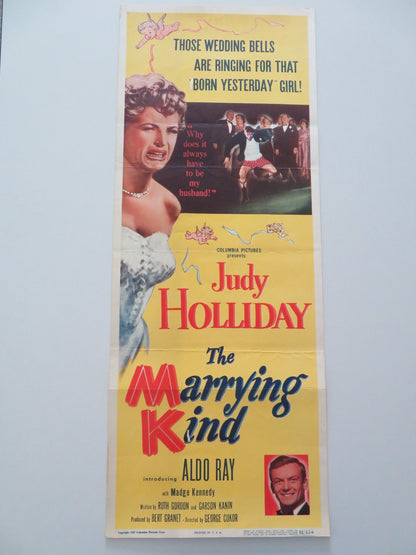 THOSE WEDDING BELLS
ARE RINGING FOR THAT
"BORN YESTERDAY" GIRL!
"Why
does it
always
have to
be my
husband!"
COLUMBIA PICTURES
presents
Judy
HOLLIDAY
The
Marrying
Kind
introducing ALDO RAY
with Madge Kennedy
Written by RUTH GORDON and GARSON KANIN
Produced by BERT GRANET - Directed by GEORGE CUKOR